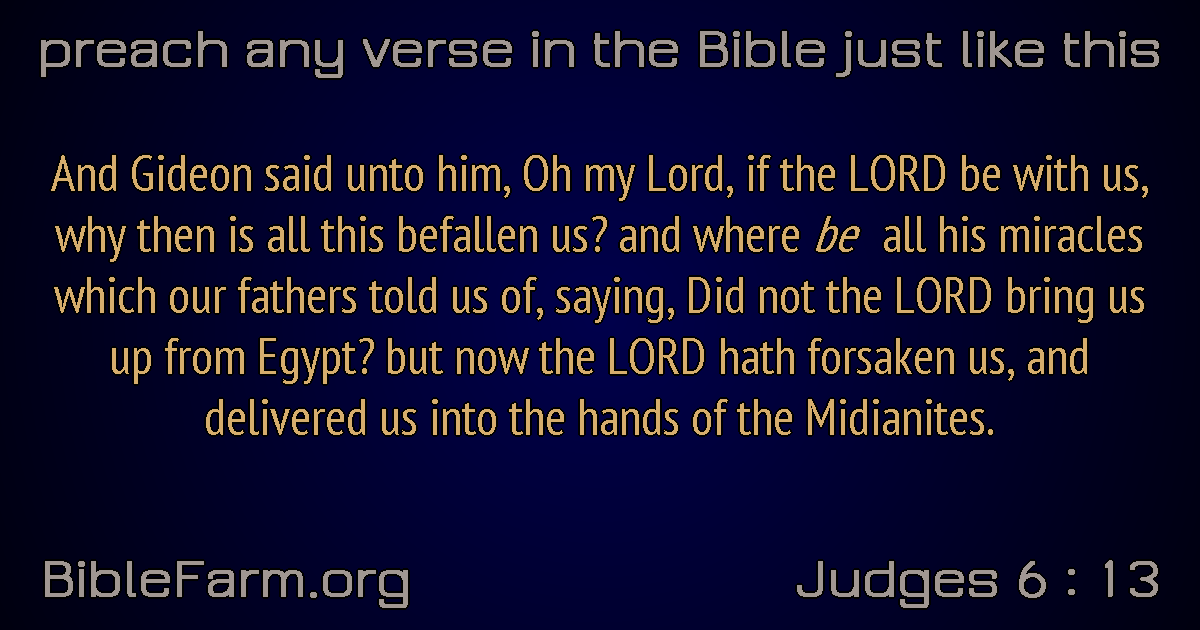 preach any verse in the Bible just like this
And Gideon said unto him, Oh my Lord, if the LORD be with us,
why then is all this befallen us? and where be all his miracles
which our fathers told us of, saying, Did not the LORD bring us
up from Egypt? but now the LORD hath forsaken us, and
delivered us into the hands of the Midianites.
BibleFarm.org
Judges 6 : 13